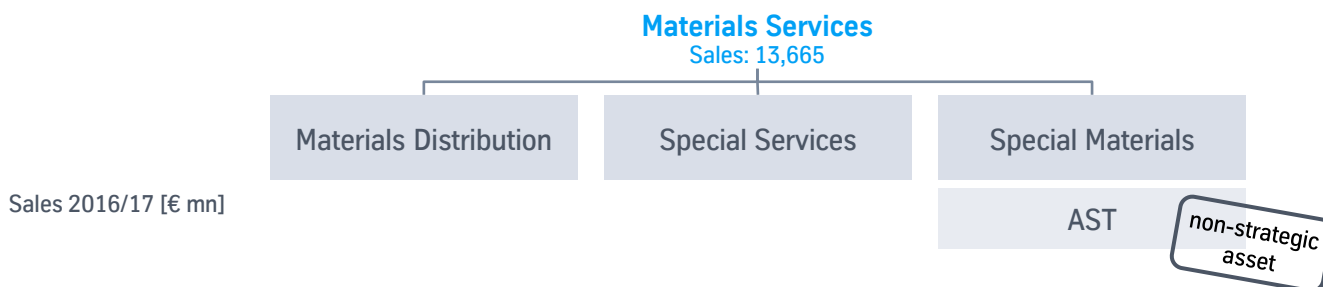 Materials Services
Sales: 13,665
Materials Distribution
Special Services
Special Materials
Sales 2016/17 [€ mn]
AST
non-strategic
asset